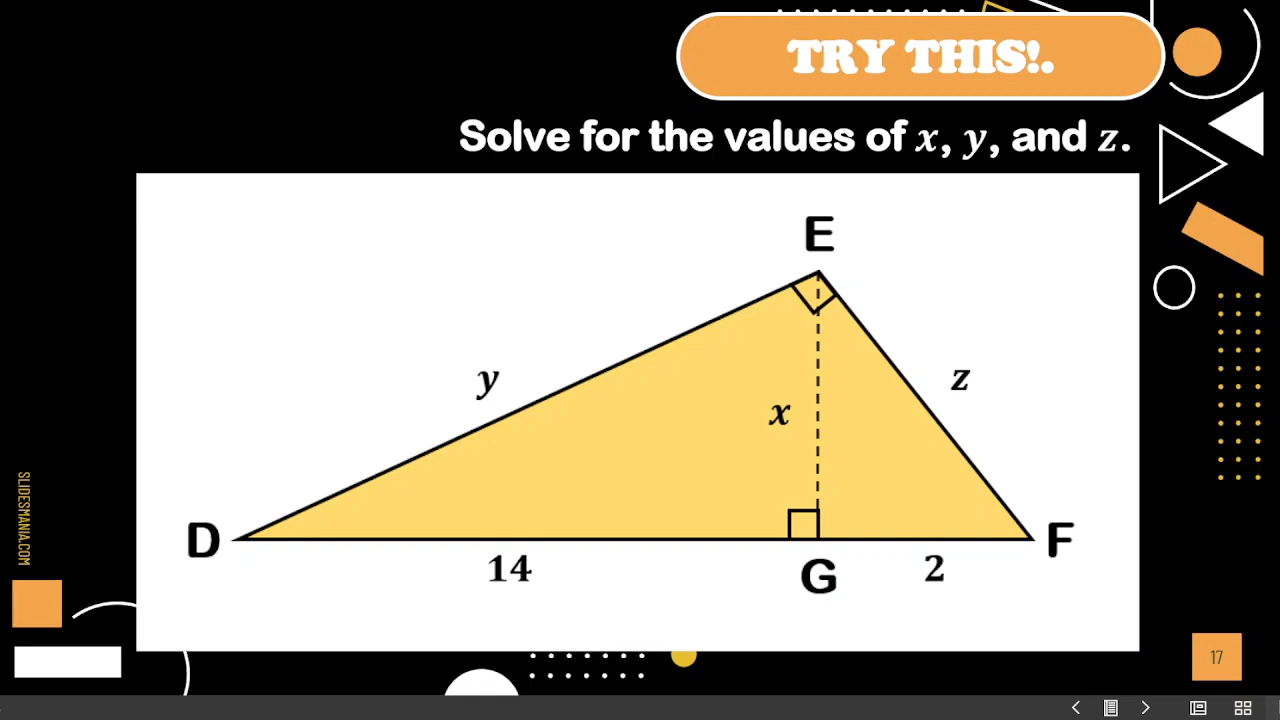 TRY THIS!.
Solve for the values of x, y, and z.
E
y
z
x
D
F
14
G
2
SLIDESMANIA.COM
17